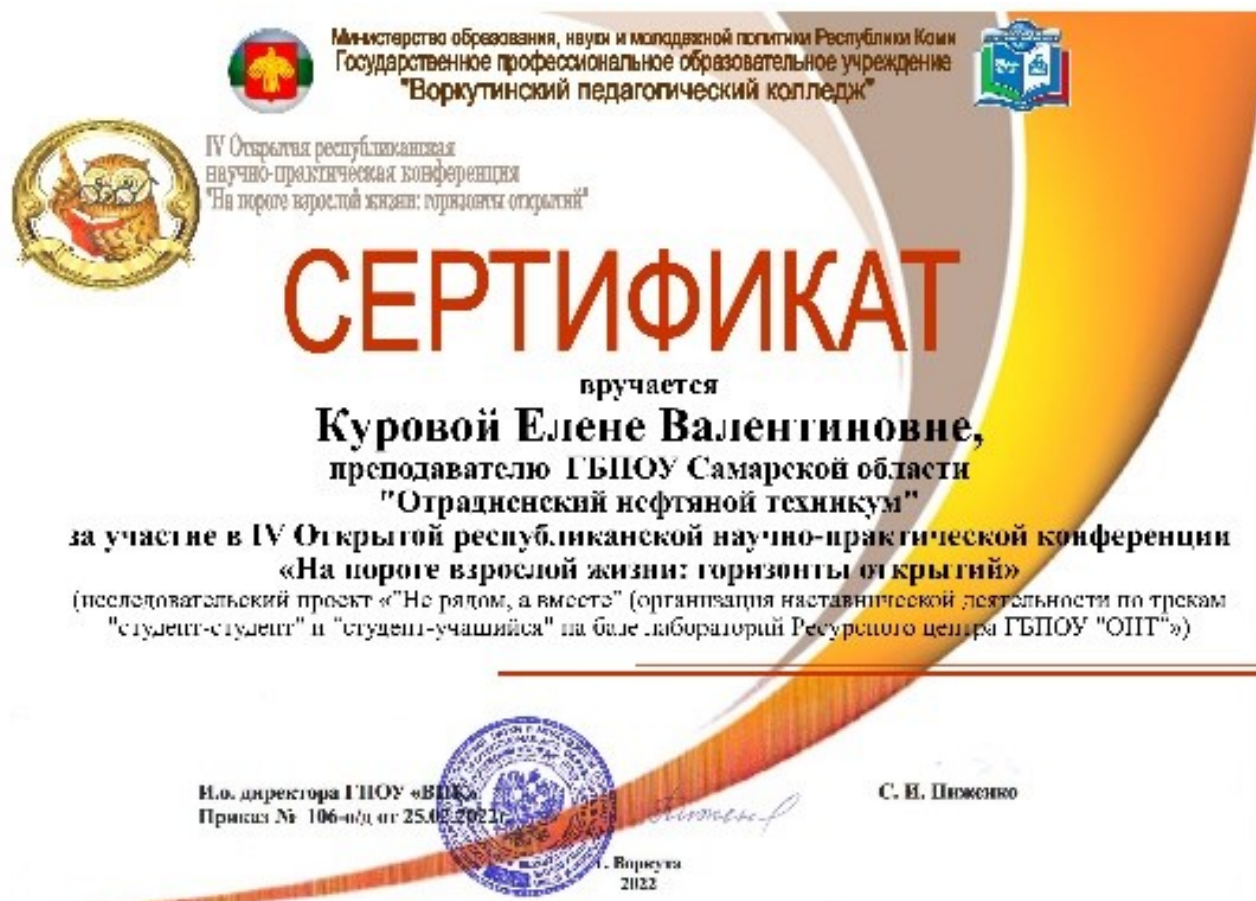 Министерство образования, науки и молодежной политики Республики Коми
Государственное профессиональное образовательное учреждение
"Воркутинский педагогический колледж"
IV Открытая республиканская
научно-практическая конференция
"На пороге взрослой жизни: горизонты открытий"
СЕРТИФИКАТ
вручается
Куровой Елене Валентиновне,
преподавателю ГБПОУ Самарской области
"Отрадненский нефтяной техникум"
за участие в IV Открытой республиканской научно-практической конференции
«На пороге взрослой жизни: горизонты открытий»
(исследовательский проект «"Не рядом, а вместе" (организация наставнической деятельности по трекам
"студент-студент" и "студент-учащийся" на базе лабораторий Ресурсного центра ГБПОУ "ОНТ"»)
И.о. директора ГПОУ «ВПК»
С. И. Пиженко
Приказ № 106-о/д от 25.02.2022г.
г. Воркута
2022